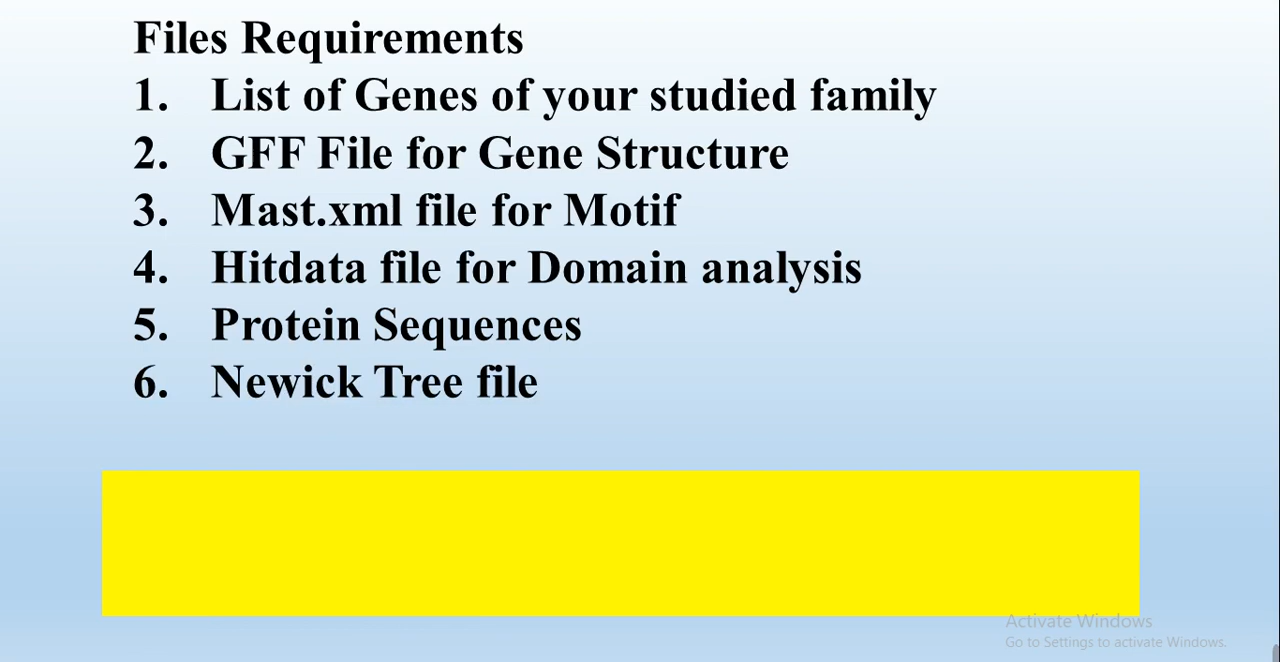 Files Requirements
1. List of Genes of your studied family
2. GFF File for Gene Structure
3. Mast.xml file for Motif
4. Hitdata file for Domain analysis
5. Protein Sequences
6. Newick Tree file
Activate Windows
Go to Settings to activate Windows.